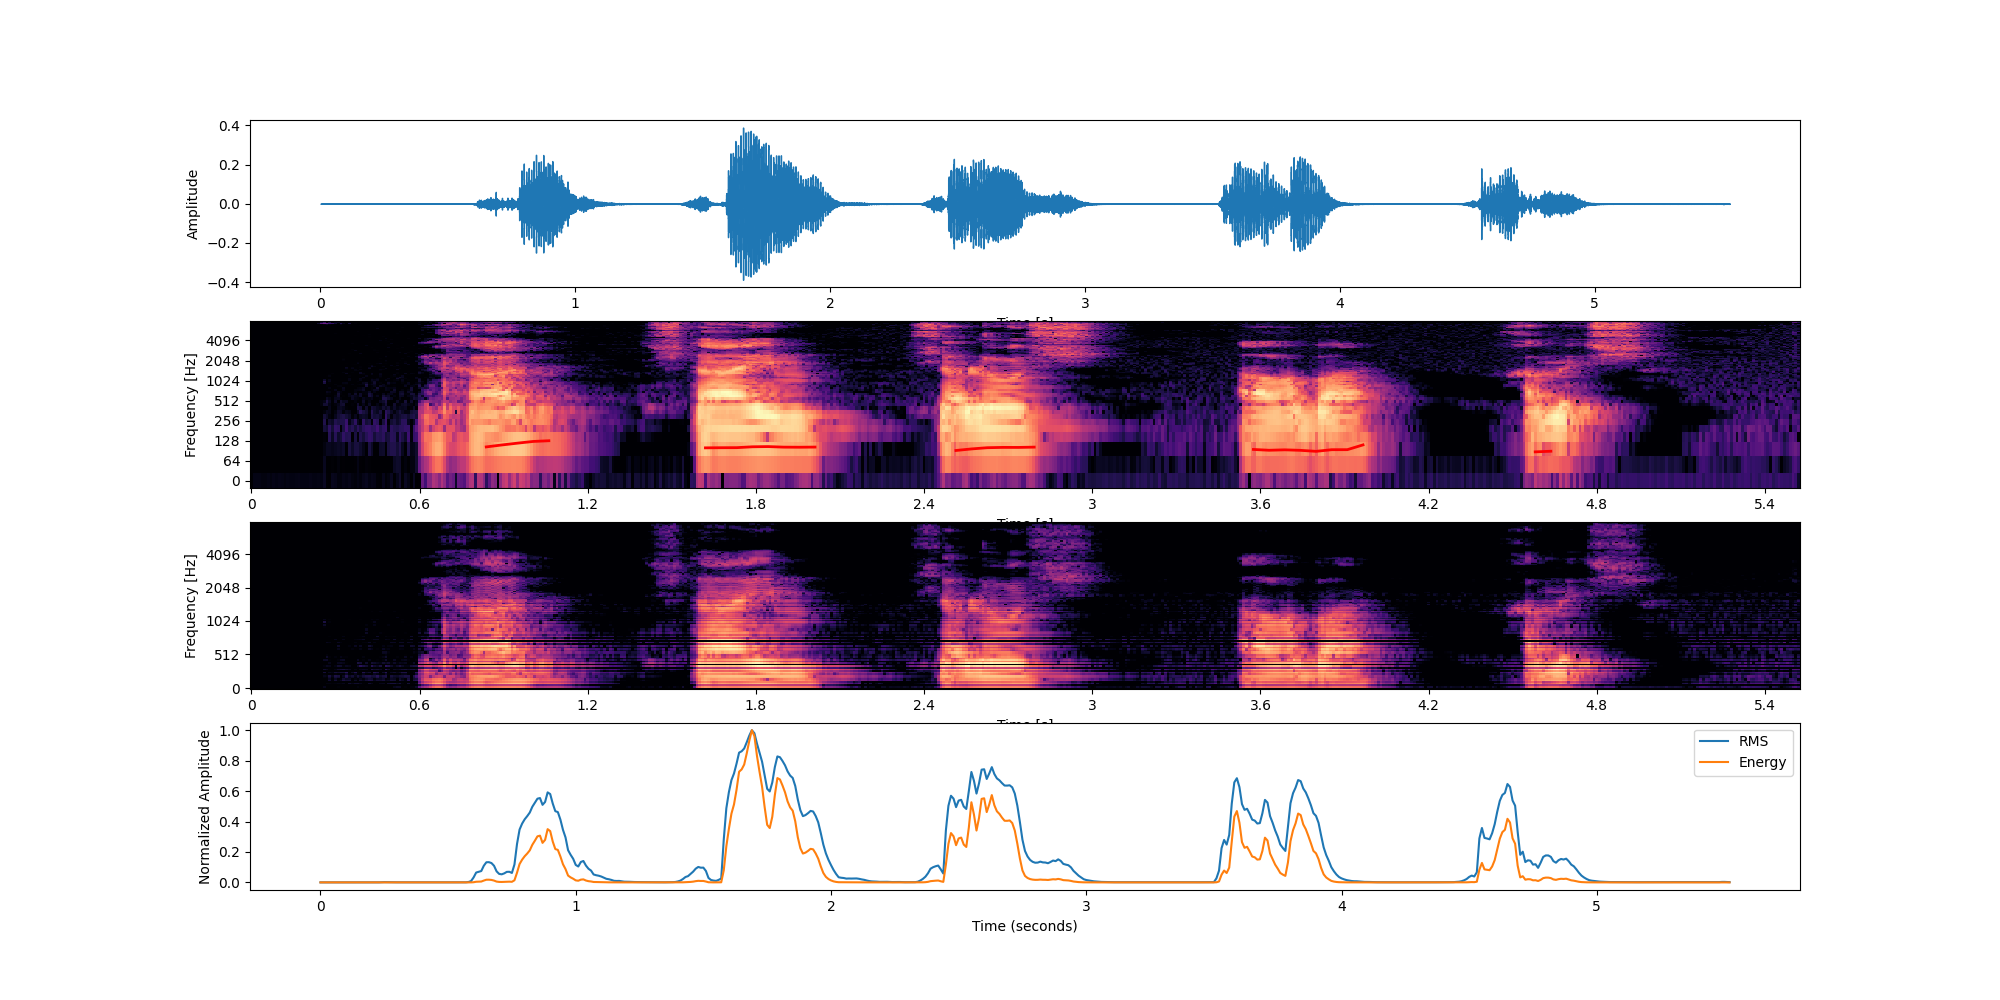 0.4
0.2
0.0
−0.2
−0.4
Amplitude
0 1 2 3 4 5
Time [s]
4096
2048
1024
512
256
128
64
0
Frequency [Hz]
0 0.6 1.2 1.8 2.4 3 3.6 4.2 4.8 5.4
Time [s]
4096
2048
1024
512
0
Frequency [Hz]
0 0.6 1.2 1.8 2.4 3 3.6 4.2 4.8 5.4
Time [s]
1.0
0.8
0.6
0.4
0.2
0.0
Normalized Amplitude
RMS
Energy
0 1 2 3 4 5
Time (seconds)